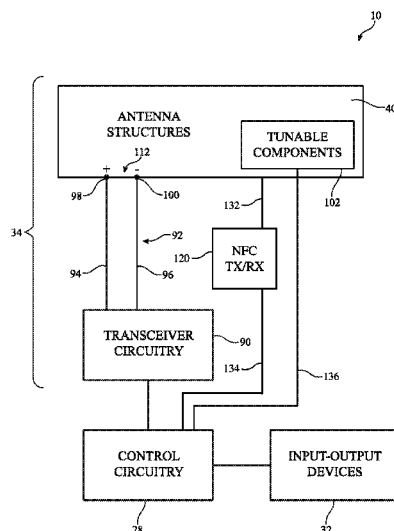 10
ANTENNA
STRUCTURES
40
TUNABLE
COMPONENTS
102
+
-
112
98
100
132
34
92
120
NFC
TX/RX
94
96
TRANSCEIVER
CIRCUITRY
90
134
136
CONTROL
CIRCUITRY
INPUT-OUTPUT
DEVICES
28
32